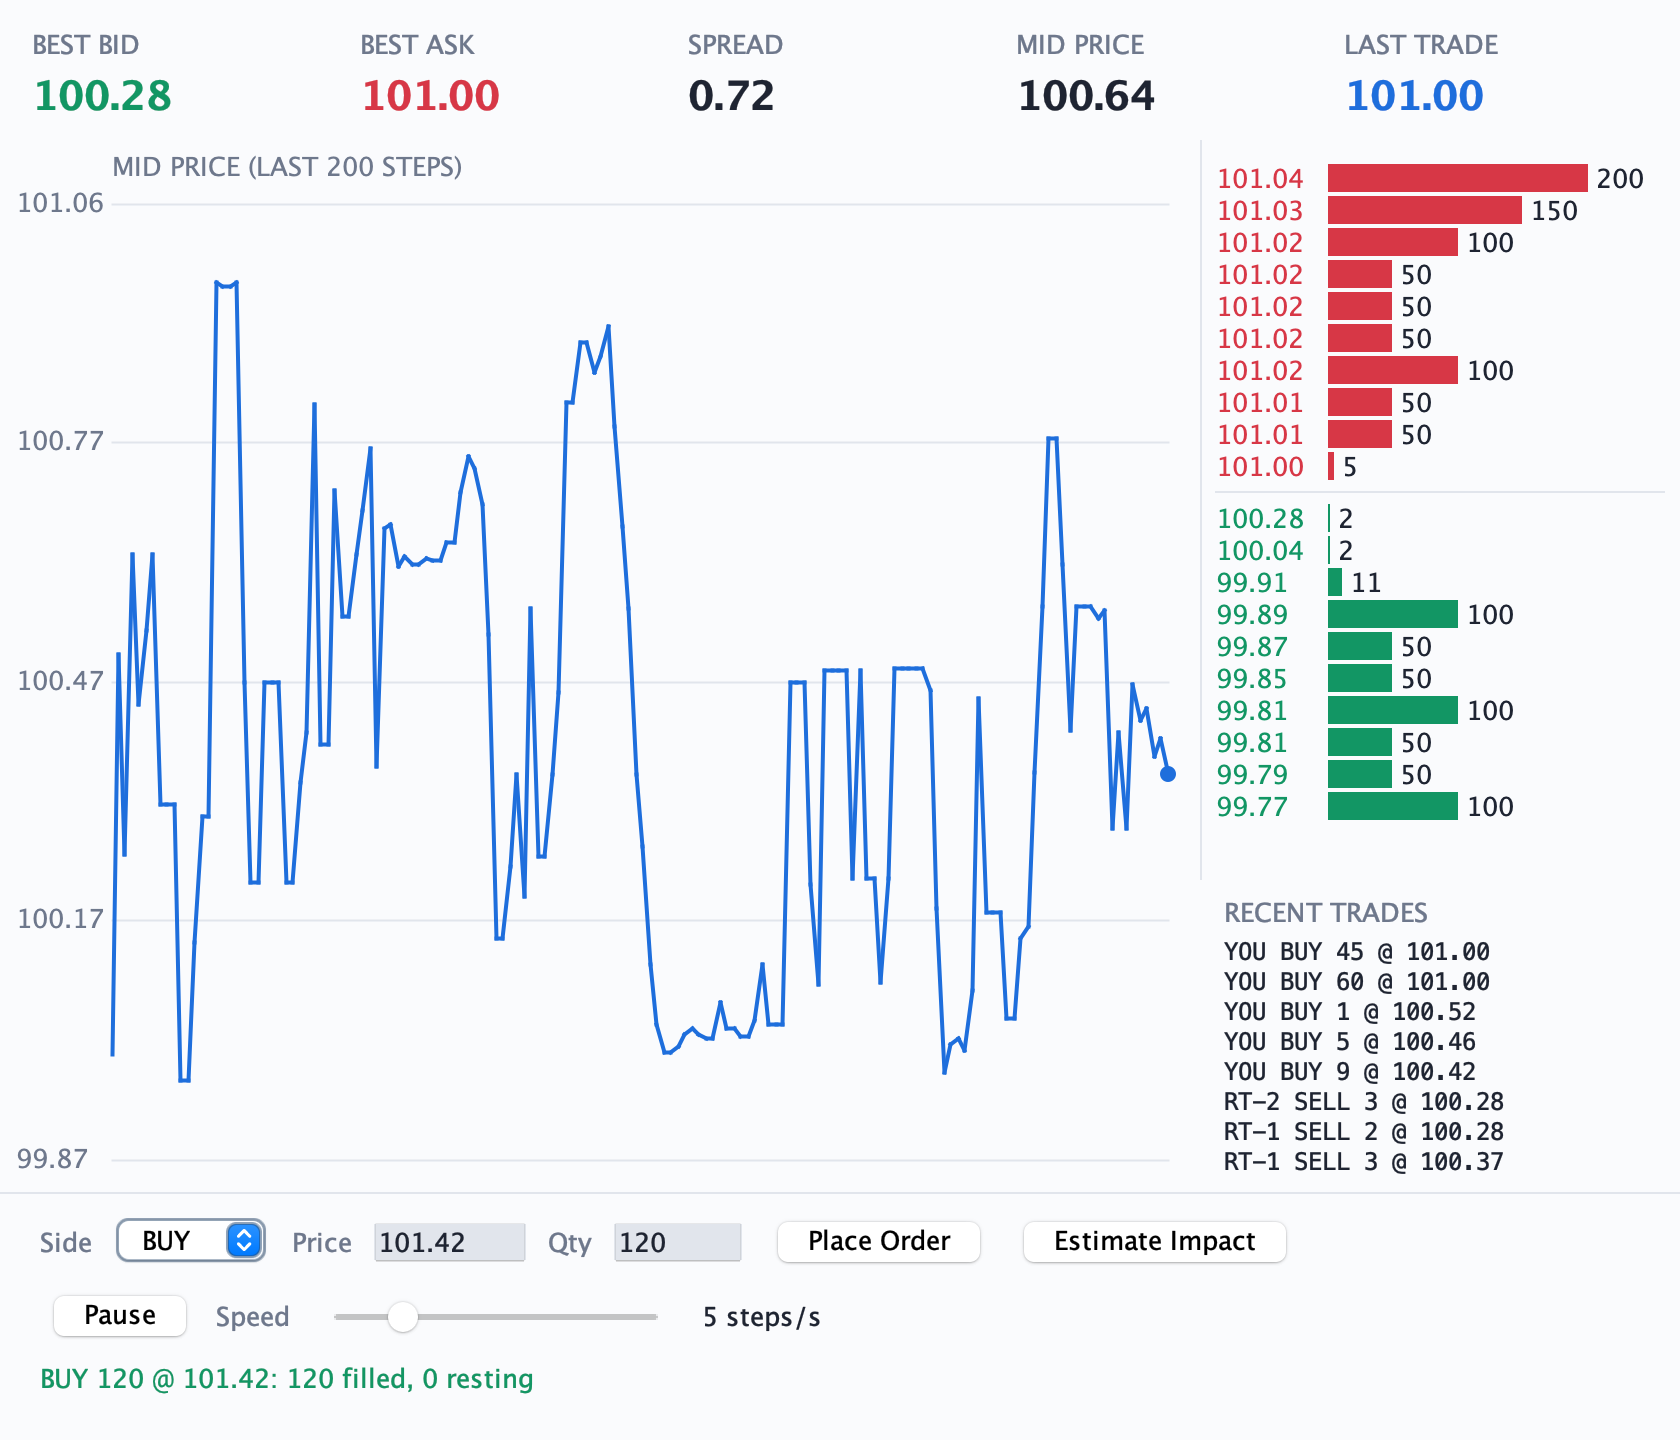 BEST BID BEST ASK SPREAD MID PRICE LAST TRADE
100.28 101.00 0.72 100.64 101.00
MID PRICE (LAST 200 STEPS)
101.06
100.77
100.47
100.17
99.87
101.04 200
101.03 150
101.02 100
101.02 50
101.02 50
101.02 50
101.02 100
101.01 50
101.01 50
101.00 5
100.28 2
100.04 2
99.91 11
99.89 100
99.87 50
99.85 50
99.81 100
99.81 50
99.79 50
99.77 100
RECENT TRADES
YOU BUY 45 @ 101.00
YOU BUY 60 @ 101.00
YOU BUY 1 @ 100.52
YOU BUY 5 @ 100.46
YOU BUY 9 @ 100.42
RT-2 SELL 3 @ 100.28
RT-1 SELL 2 @ 100.28
RT-1 SELL 3 @ 100.37
Side BUY Price 101.42 Qty 120 Place Order Estimate Impact
Pause Speed 5 steps/s
BUY 120 @ 101.42: 120 filled, 0 resting